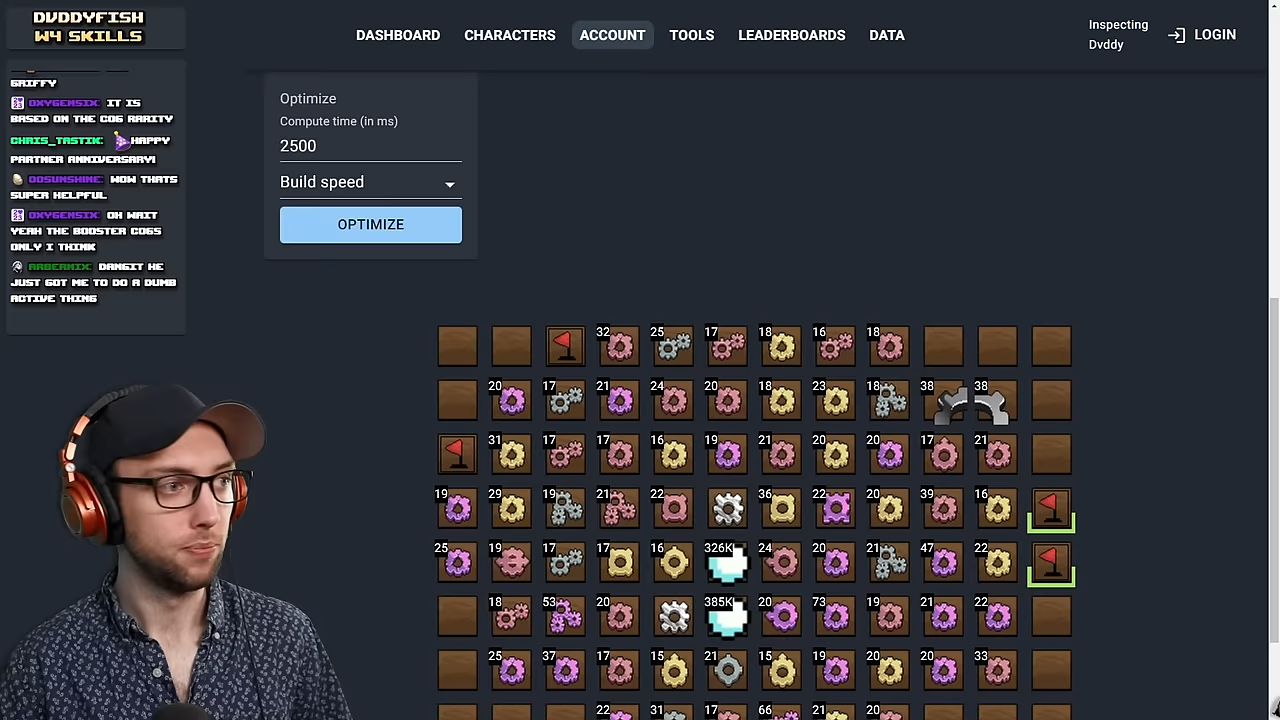 DVDDYFISH
W4 SKILLS
DASHBOARD CHARACTERS ACCOUNT TOOLS LEADERBOARDS DATA
Inspecting
Dvddy
LOGIN
GRIFFY
OXYGENSIX: IT IS
BASED ON THE COG RARITY
CHRIS_TASTIK: HAPPY
PARTNER ANNIVERSARY!
DOSUNSHINE: WOW THATS
SUPER HELPFUL
OXYGENSIX: OH WAIT
YEAH THE BOOSTER COGS
ONLY I THINK
ARBERNIX: DANGIT HE
JUST GOT ME TO DO A DUMB
ACTIVE THING
Optimize
Compute time (in ms)
2500
Build speed
OPTIMIZE
32 25 17 18 16 18
20 17 21 24 20 18 23 18 38 38
31 17 17 16 19 21 20 20 17 21
19 29 19 21 22 36 22 20 39 16
25 19 17 17 16 326K 24 20 21 47 22
18 53 20 385K 20 73 19 21 22
25 37 17 15 21 15 19 20 20 33
22 31 17 66 21 20